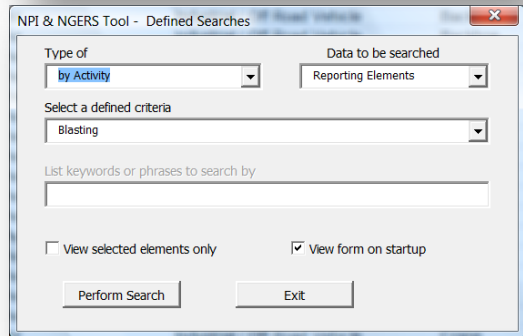 NPI & NGERS Tool - Defined Searches
Type of
Data to be searched
by Activity
Reporting Elements
Select a defined criteria
Blasting
List keywords or phrases to search by
View selected elements only
View form on startup
Perform Search
Exit